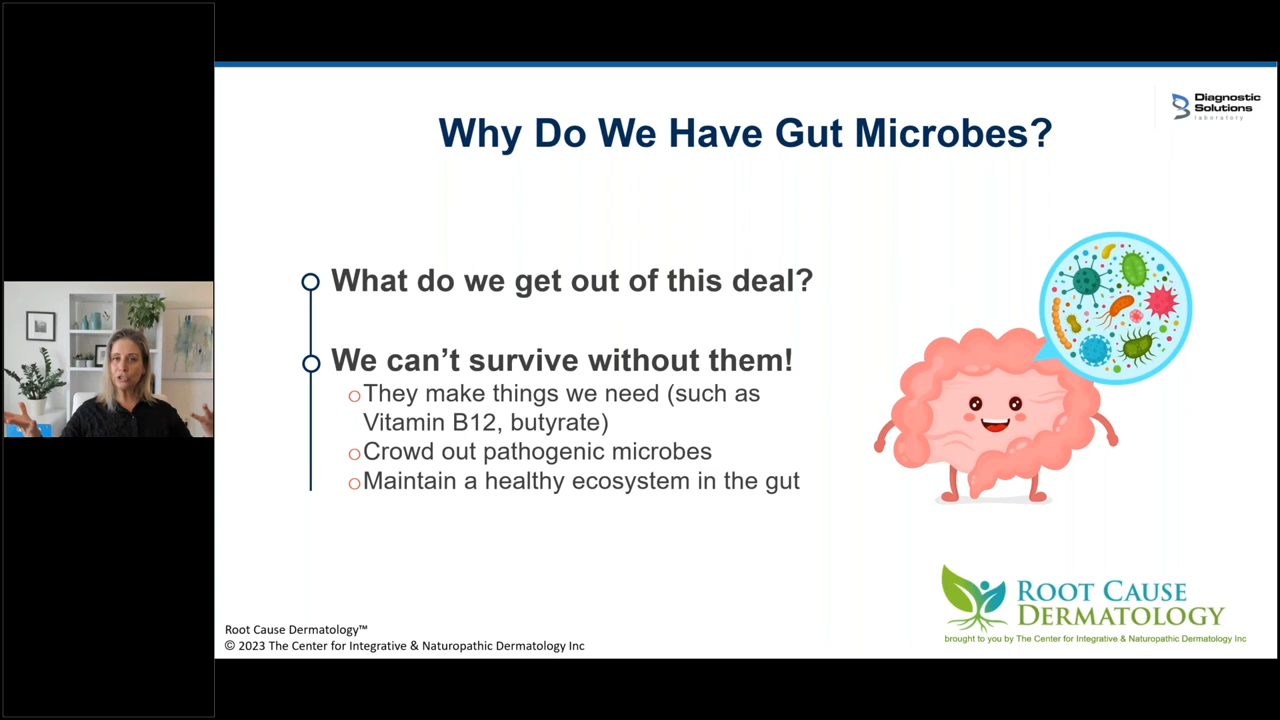 Diagnostic
Solutions
laboratory
Why Do We Have Gut Microbes?
What do we get out of this deal?
We can’t survive without them!
They make things we need (such as
Vitamin B12, butyrate)
Crowd out pathogenic microbes
Maintain a healthy ecosystem in the gut
ROOT CAUSE
DERMATOLOGY
brought to you by The Center for Integrative & Naturopathic Dermatology Inc
Root Cause Dermatology™
© 2023 The Center for Integrative & Naturopathic Dermatology Inc